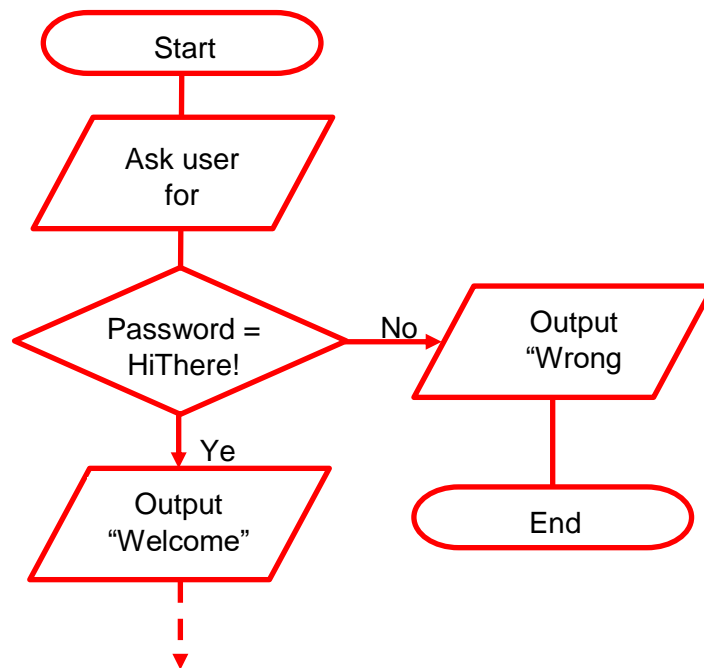 Start
Ask user
for
Password =
HiThere!
No
Output
“Wrong
Ye
Output
“Welcome”
End